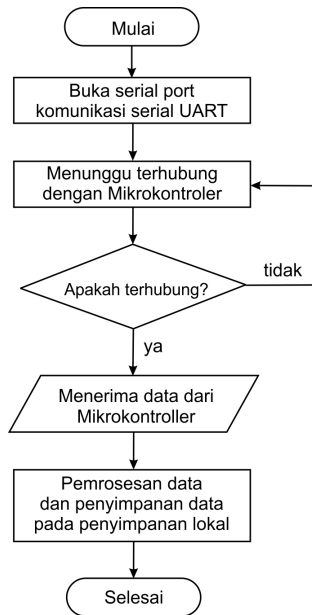 Mulai
Buka serial port
komunikasi serial UART
Menunggu terhubung
dengan Mikrokontroler
Apakah terhubung?
tidak
ya
Menerima data dari
Mikrokontroller
Pemrosesan data
dan penyimpanan data
pada penyimpanan lokal
Selesai